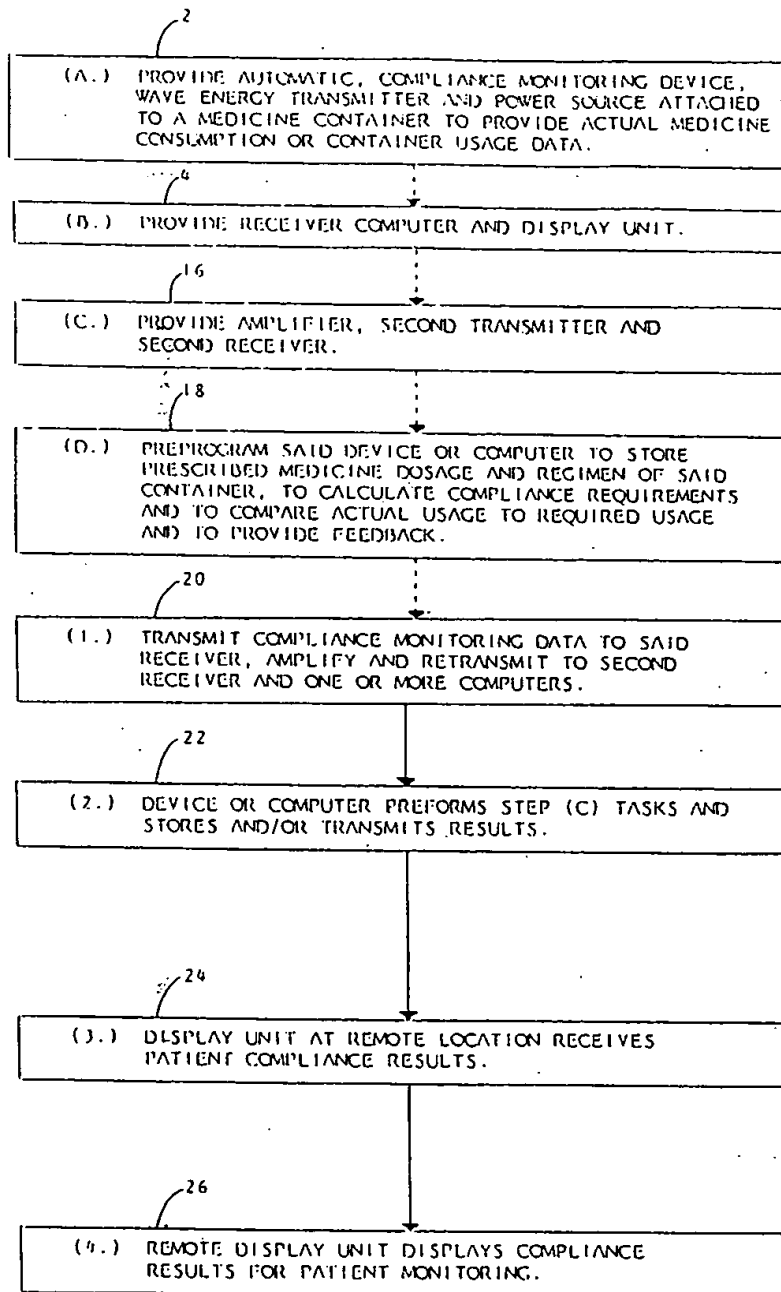 2
(A.) PROVIDE AUTOMATIC, COMPLIANCE MONITORING DEVICE,
WAVE ENERGY TRANSMITTER AND POWER SOURCE ATTACHED
TO A MEDICINE CONTAINER TO PROVIDE ACTUAL MEDICINE
CONSUMPTION OR CONTAINER USAGE DATA.
4
(B.) PROVIDE RECEIVER COMPUTER AND DISPLAY UNIT.
16
(C.) PROVIDE AMPLIFIER, SECOND TRANSMITTER AND
SECOND RECEIVER.
18
(D.) PREPROGRAM SAID DEVICE OR COMPUTER TO STORE
PRESCRIBED MEDICINE DOSAGE AND REGIMEN OF SAID
CONTAINER, TO CALCULATE COMPLIANCE REQUIREMENTS
AND TO COMPARE ACTUAL USAGE TO REQUIRED USAGE
AND TO PROVIDE FEEDBACK.
20
(1.) TRANSMIT COMPLIANCE MONITORING DATA TO SAID
RECEIVER, AMPLIFY AND RETRANSMIT TO SECOND
RECEIVER AND ONE OR MORE COMPUTERS.
22
(2.) DEVICE OR COMPUTER PREFORMS STEP (C) TASKS AND
STORES AND/OR TRANSMITS RESULTS.
24
(3.) DISPLAY UNIT AT REMOTE LOCATION RECEIVES
PATIENT COMPLIANCE RESULTS.
26
(4.) REMOTE DISPLAY UNIT DISPLAYS COMPLIANCE
RESULTS FOR PATIENT MONITORING.